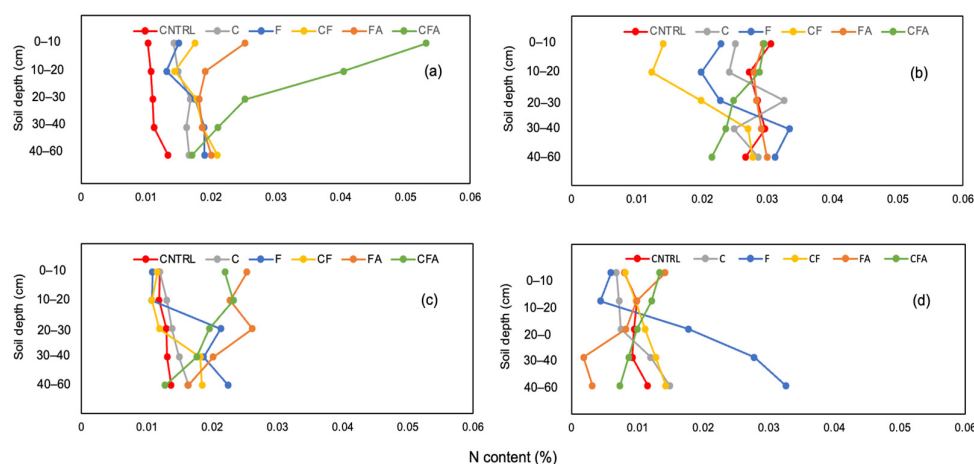 CNTRL C F CF FA CFA
Soil depth (cm)
0–10
10–20
20–30
30–40
40–60
(a)
0 0.01 0.02 0.03 0.04 0.05 0.06
CNTRL C F CF FA CFA
Soil depth (cm)
0–10
10–20
20–30
30–40
40–60
(b)
0 0.01 0.02 0.03 0.04 0.05 0.06
CNTRL C F CF FA CFA
Soil depth (cm)
0–10
10–20
20–30
30–40
40–60
(c)
0 0.01 0.02 0.03 0.04 0.05 0.06
CNTRL C F CF FA CFA
Soil depth (cm)
0–10
10–20
20–0
30–40
40–60
(d)
0 0.01 0.02 0.03 0.04 0.05 0.06
N content (%)